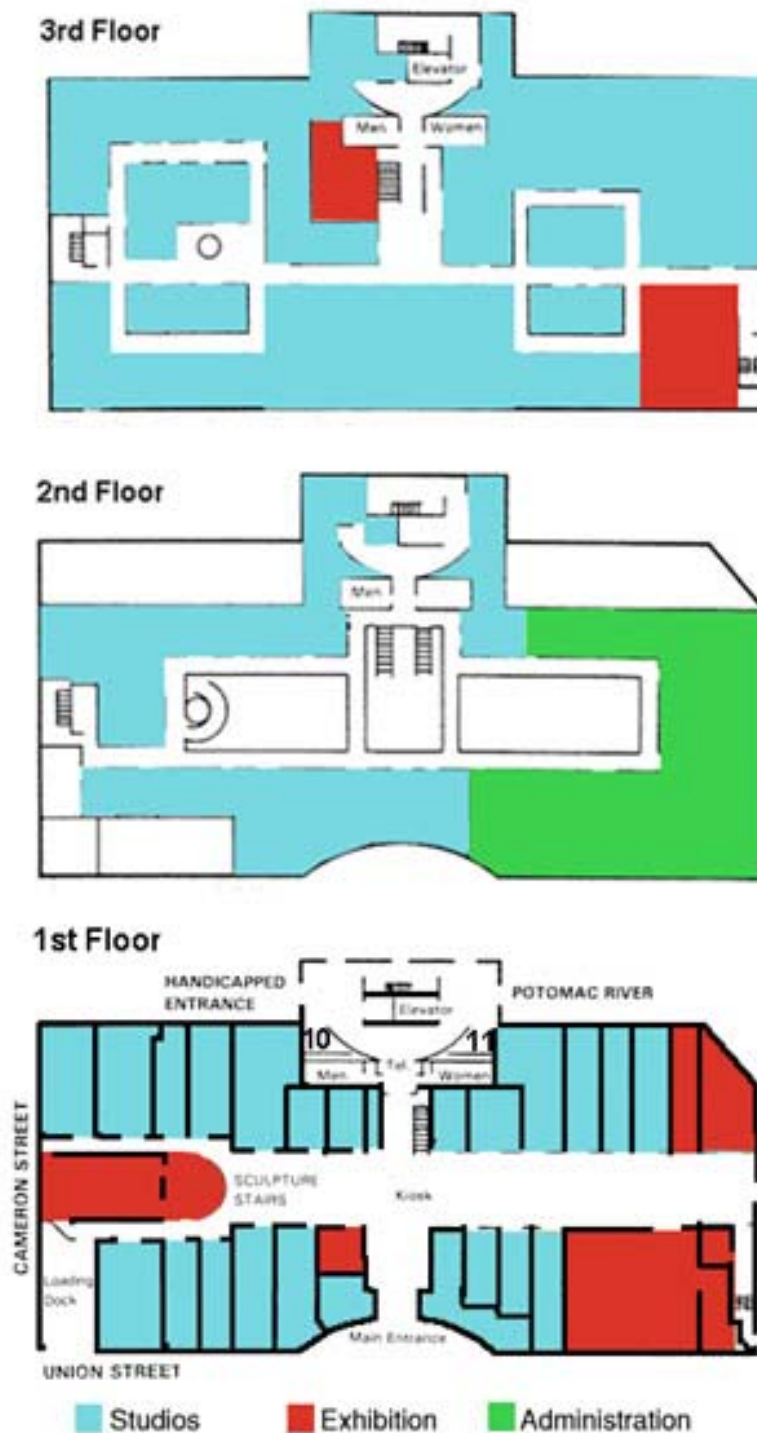 3rd Floor
Elevator
Men
Women
2nd Floor
Men
1st Floor
HANDICAPPED
ENTRANCE
POTOMAC RIVER
Elevator
10
11
Tel.
Men
Women
CAMERON STREET
SCULPTURE
STAIRS
Kiosk
Loading
Dock
Main Entrance
UNION STREET
Studios
Exhibition
Administration